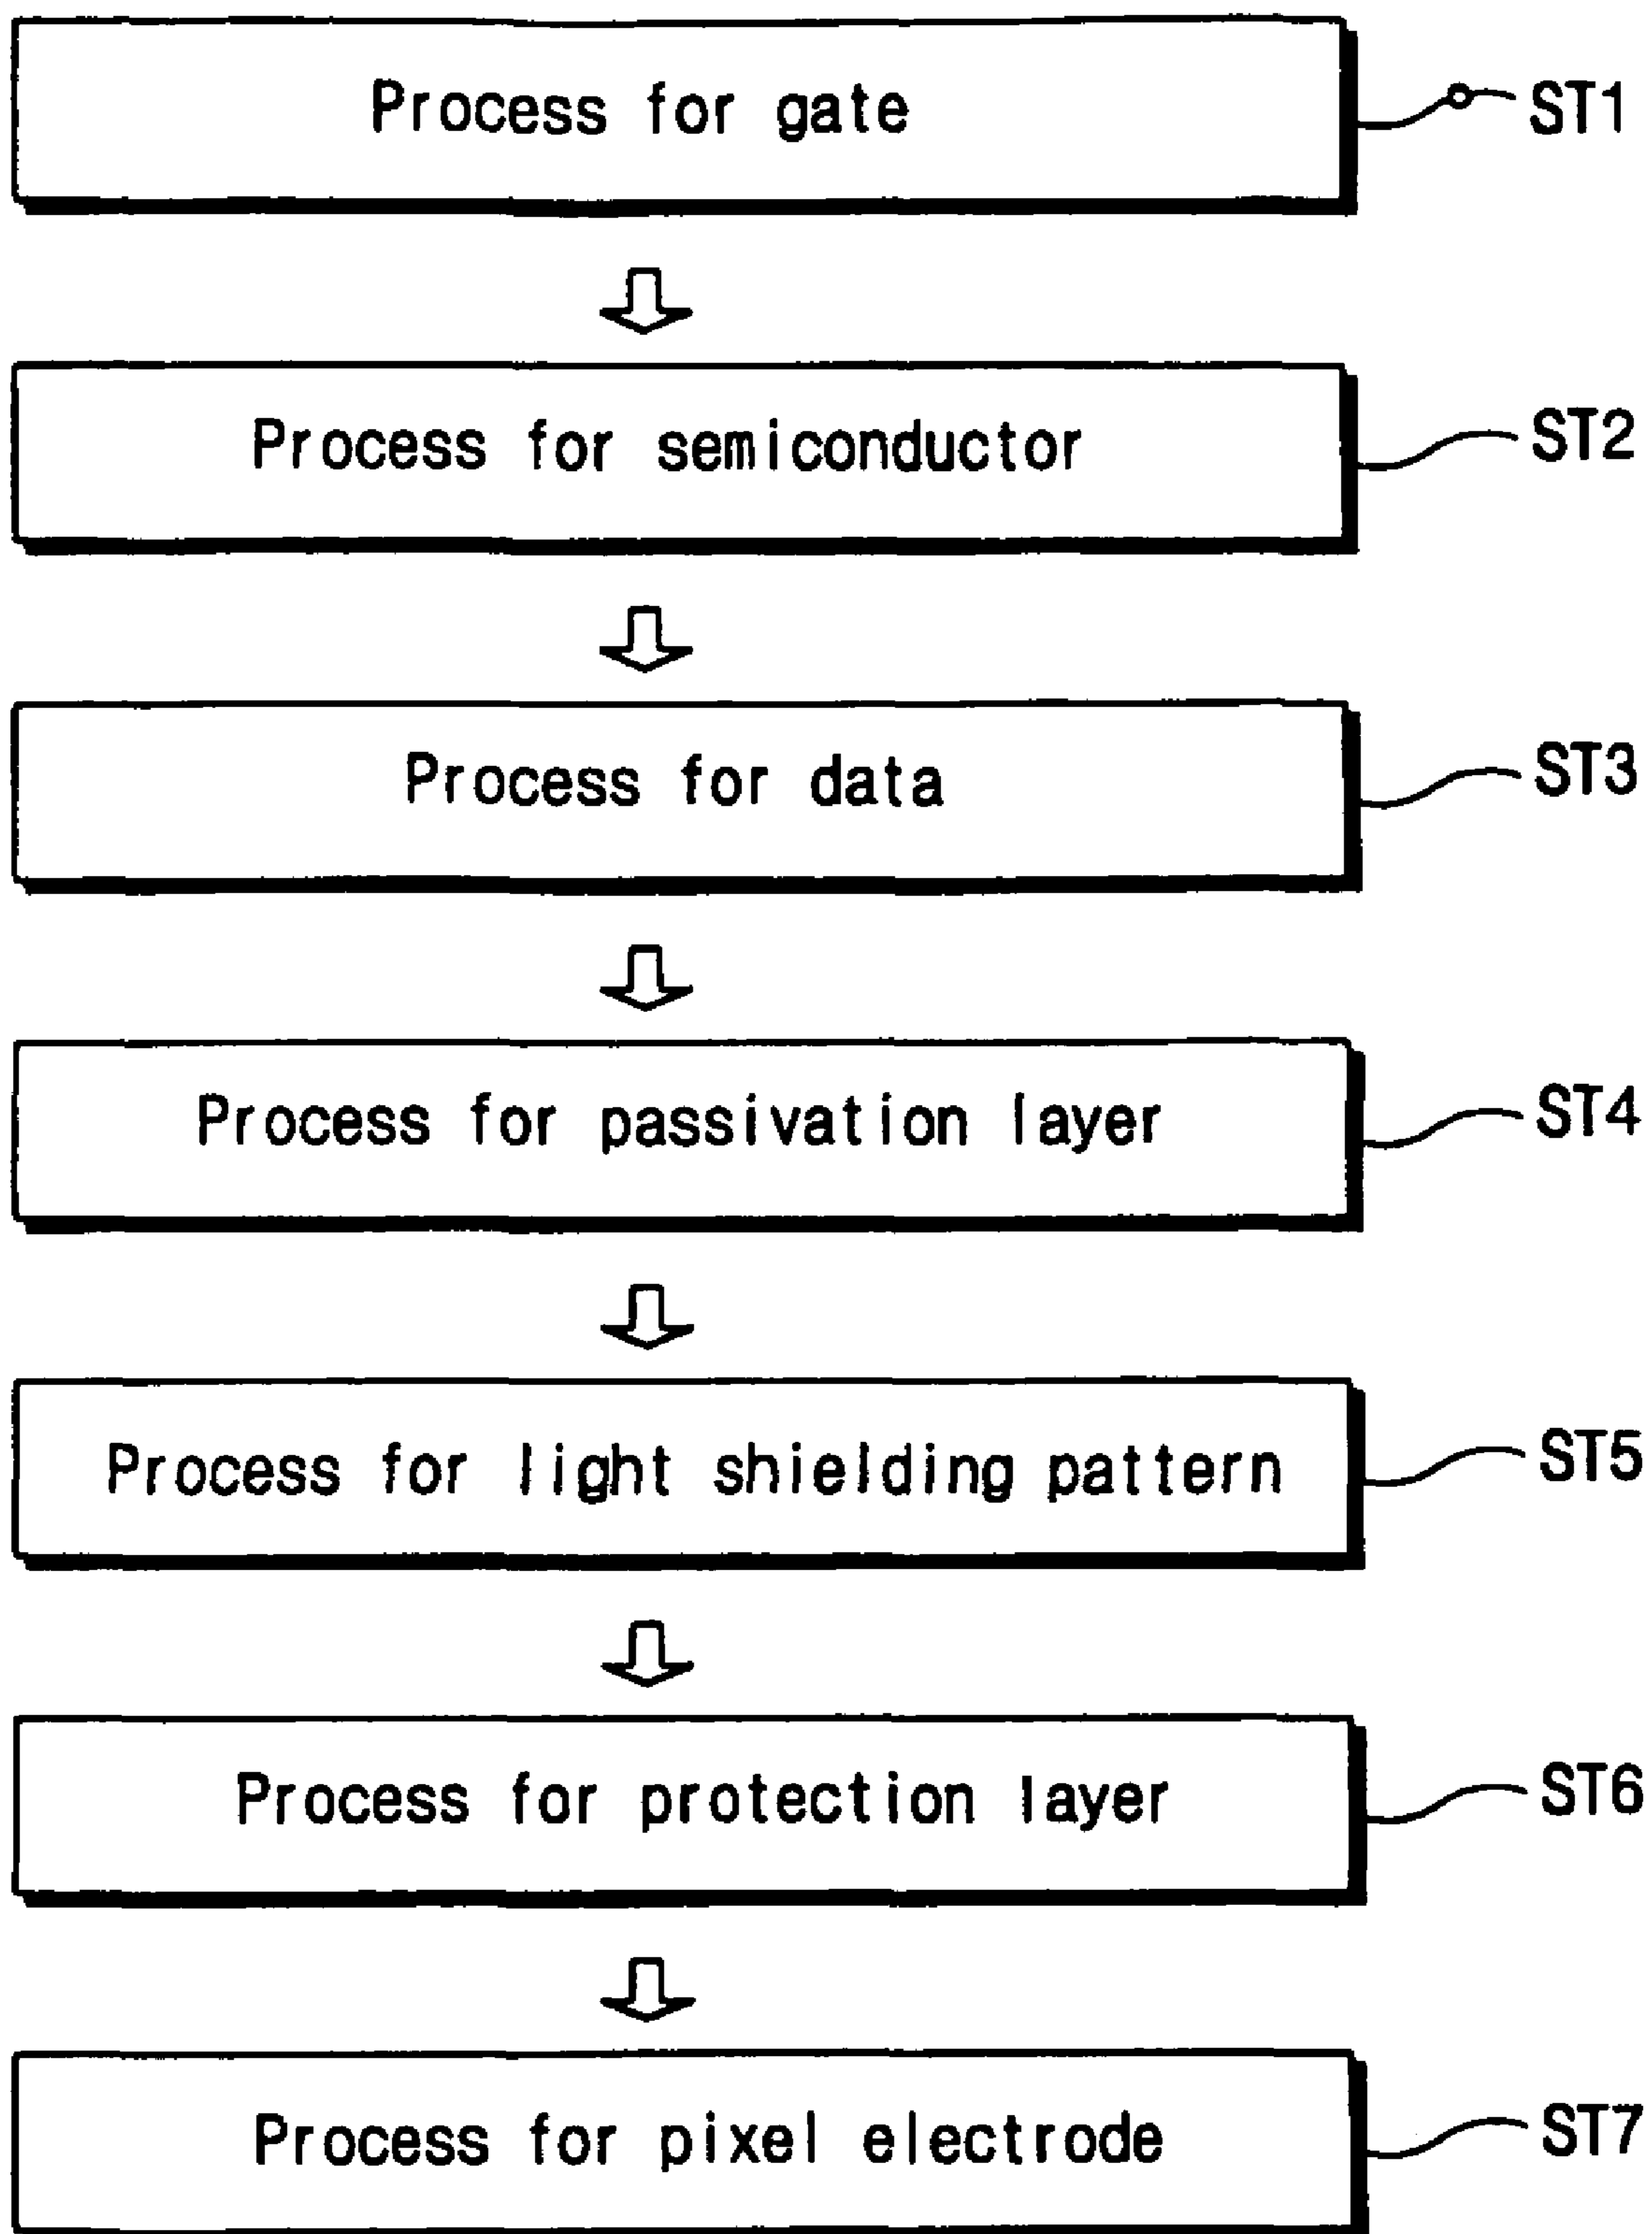 Process for gate ST1
Process for semiconductor ST2
Process for data ST3
Process for passivation layer ST4
Process for light shielding pattern ST5
Process for protection layer ST6
Process for pixel electrode ST7